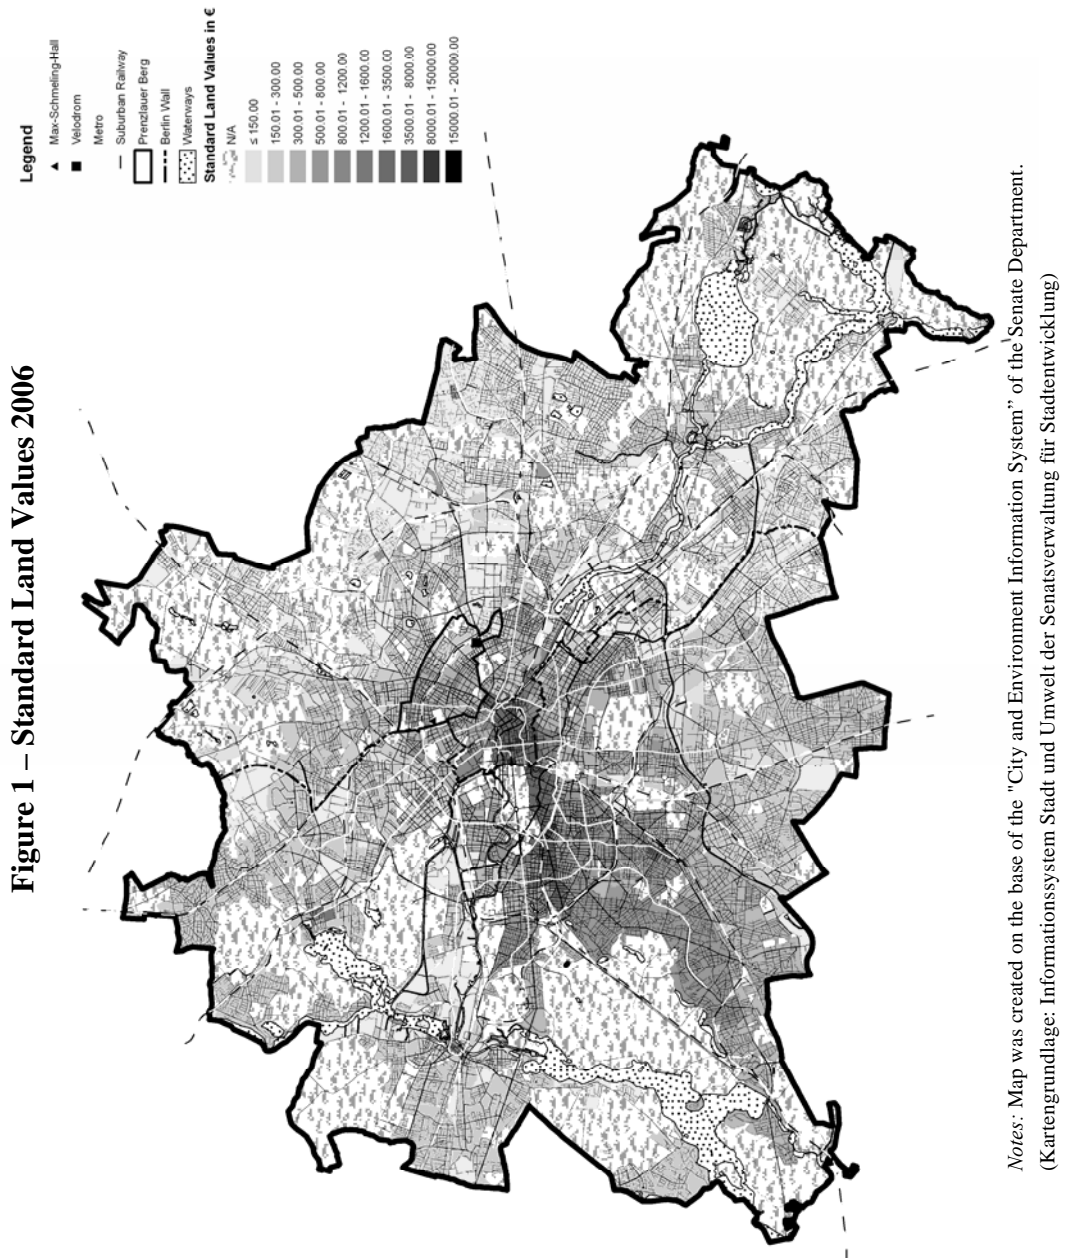 Figure 1 – Standard Land Values 2006
Legend
Max-Schmeling-Hall
Velodrom
Metro
Suburban Railway
Prenzlauer Berg
Berlin Wall
Waterways
Standard Land Values in €
N/A
≤ 150.00
150.01 - 300.00
300.01 - 500.00
500.01 - 800.00
800.01 - 1200.00
1200.01 - 1600.00
1600.01 - 3500.00
3500.01 - 8000.00
8000.01 - 15000.00
15000.01 - 20000.00
Notes: Map was created on the base of the "City and Environment Information System” of the Senate Department.
(Kartengrundlage: Informationssystem Stadt und Umwelt der Senatsverwaltung für Stadtentwicklung)